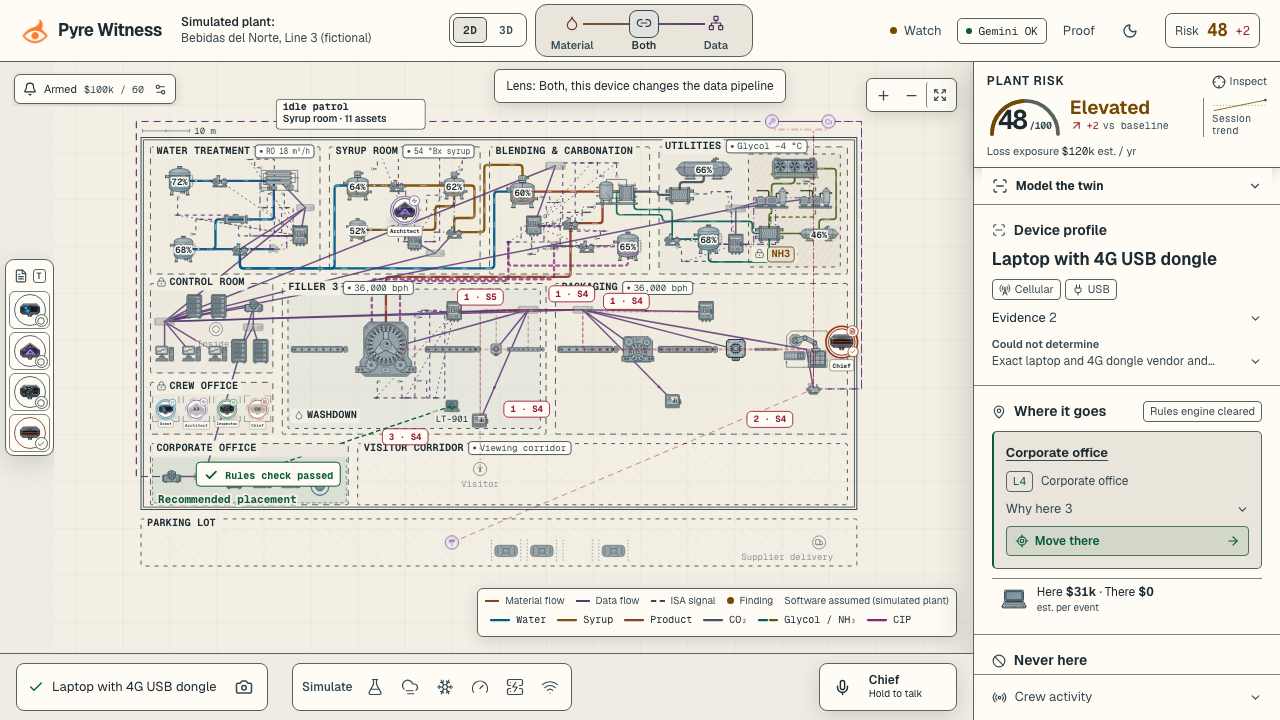 Pyre Witness
Simulated plant:
Bebidas del Norte, Line 3 (fictional)
2D
3D
Material
Both
Data
Watch
Gemini OK
Proof
Risk 48 +2
Armed $100k / 60
Lens: Both, this device changes the data pipeline
idle patrol
Syrup room · 11 assets
10 m
WATER TREATMENT
RO 18 m³/h
SYRUP ROOM
54 °Bx syrup
BLENDING & CARBONATION
UTILITIES
Glycol −4 °C
72%
64%
62%
60%
66%
52%
68%
65%
68%
46%
Architect
NH3
CONTROL ROOM
FILLER 3
36,000 bph
PACKAGING
36,000 bph
1 · S5
1 · S4
1 · S4
Inside
Chief
CREW OFFICE
Scout
Architect
Inspector
Chief
WASHDOWN
LT-901
1 · S4
2 · S4
3 · S4
CORPORATE OFFICE
VISITOR CORRIDOR
Viewing corridor
Rules check passed
Recommended placement
Visitor
PARKING LOT
Supplier delivery
T
Material flow
Data flow
ISA signal
Finding
Software assumed (simulated plant)
Water
Syrup
Product
CO₂
Glycol / NH₃
CIP
Laptop with 4G USB dongle
Simulate
Chief
Hold to talk
PLANT RISK
Inspect
48 /100
Elevated
+2 vs baseline
Session trend
Loss exposure $120k est. / yr
Model the twin
Device profile
Laptop with 4G USB dongle
Cellular
USB
Evidence 2
Could not determine
Exact laptop and 4G dongle vendor and…
Where it goes
Rules engine cleared
Corporate office
L4 Corporate office
Why here 3
Move there
Here $31k · There $0
est. per event
Never here
Crew activity